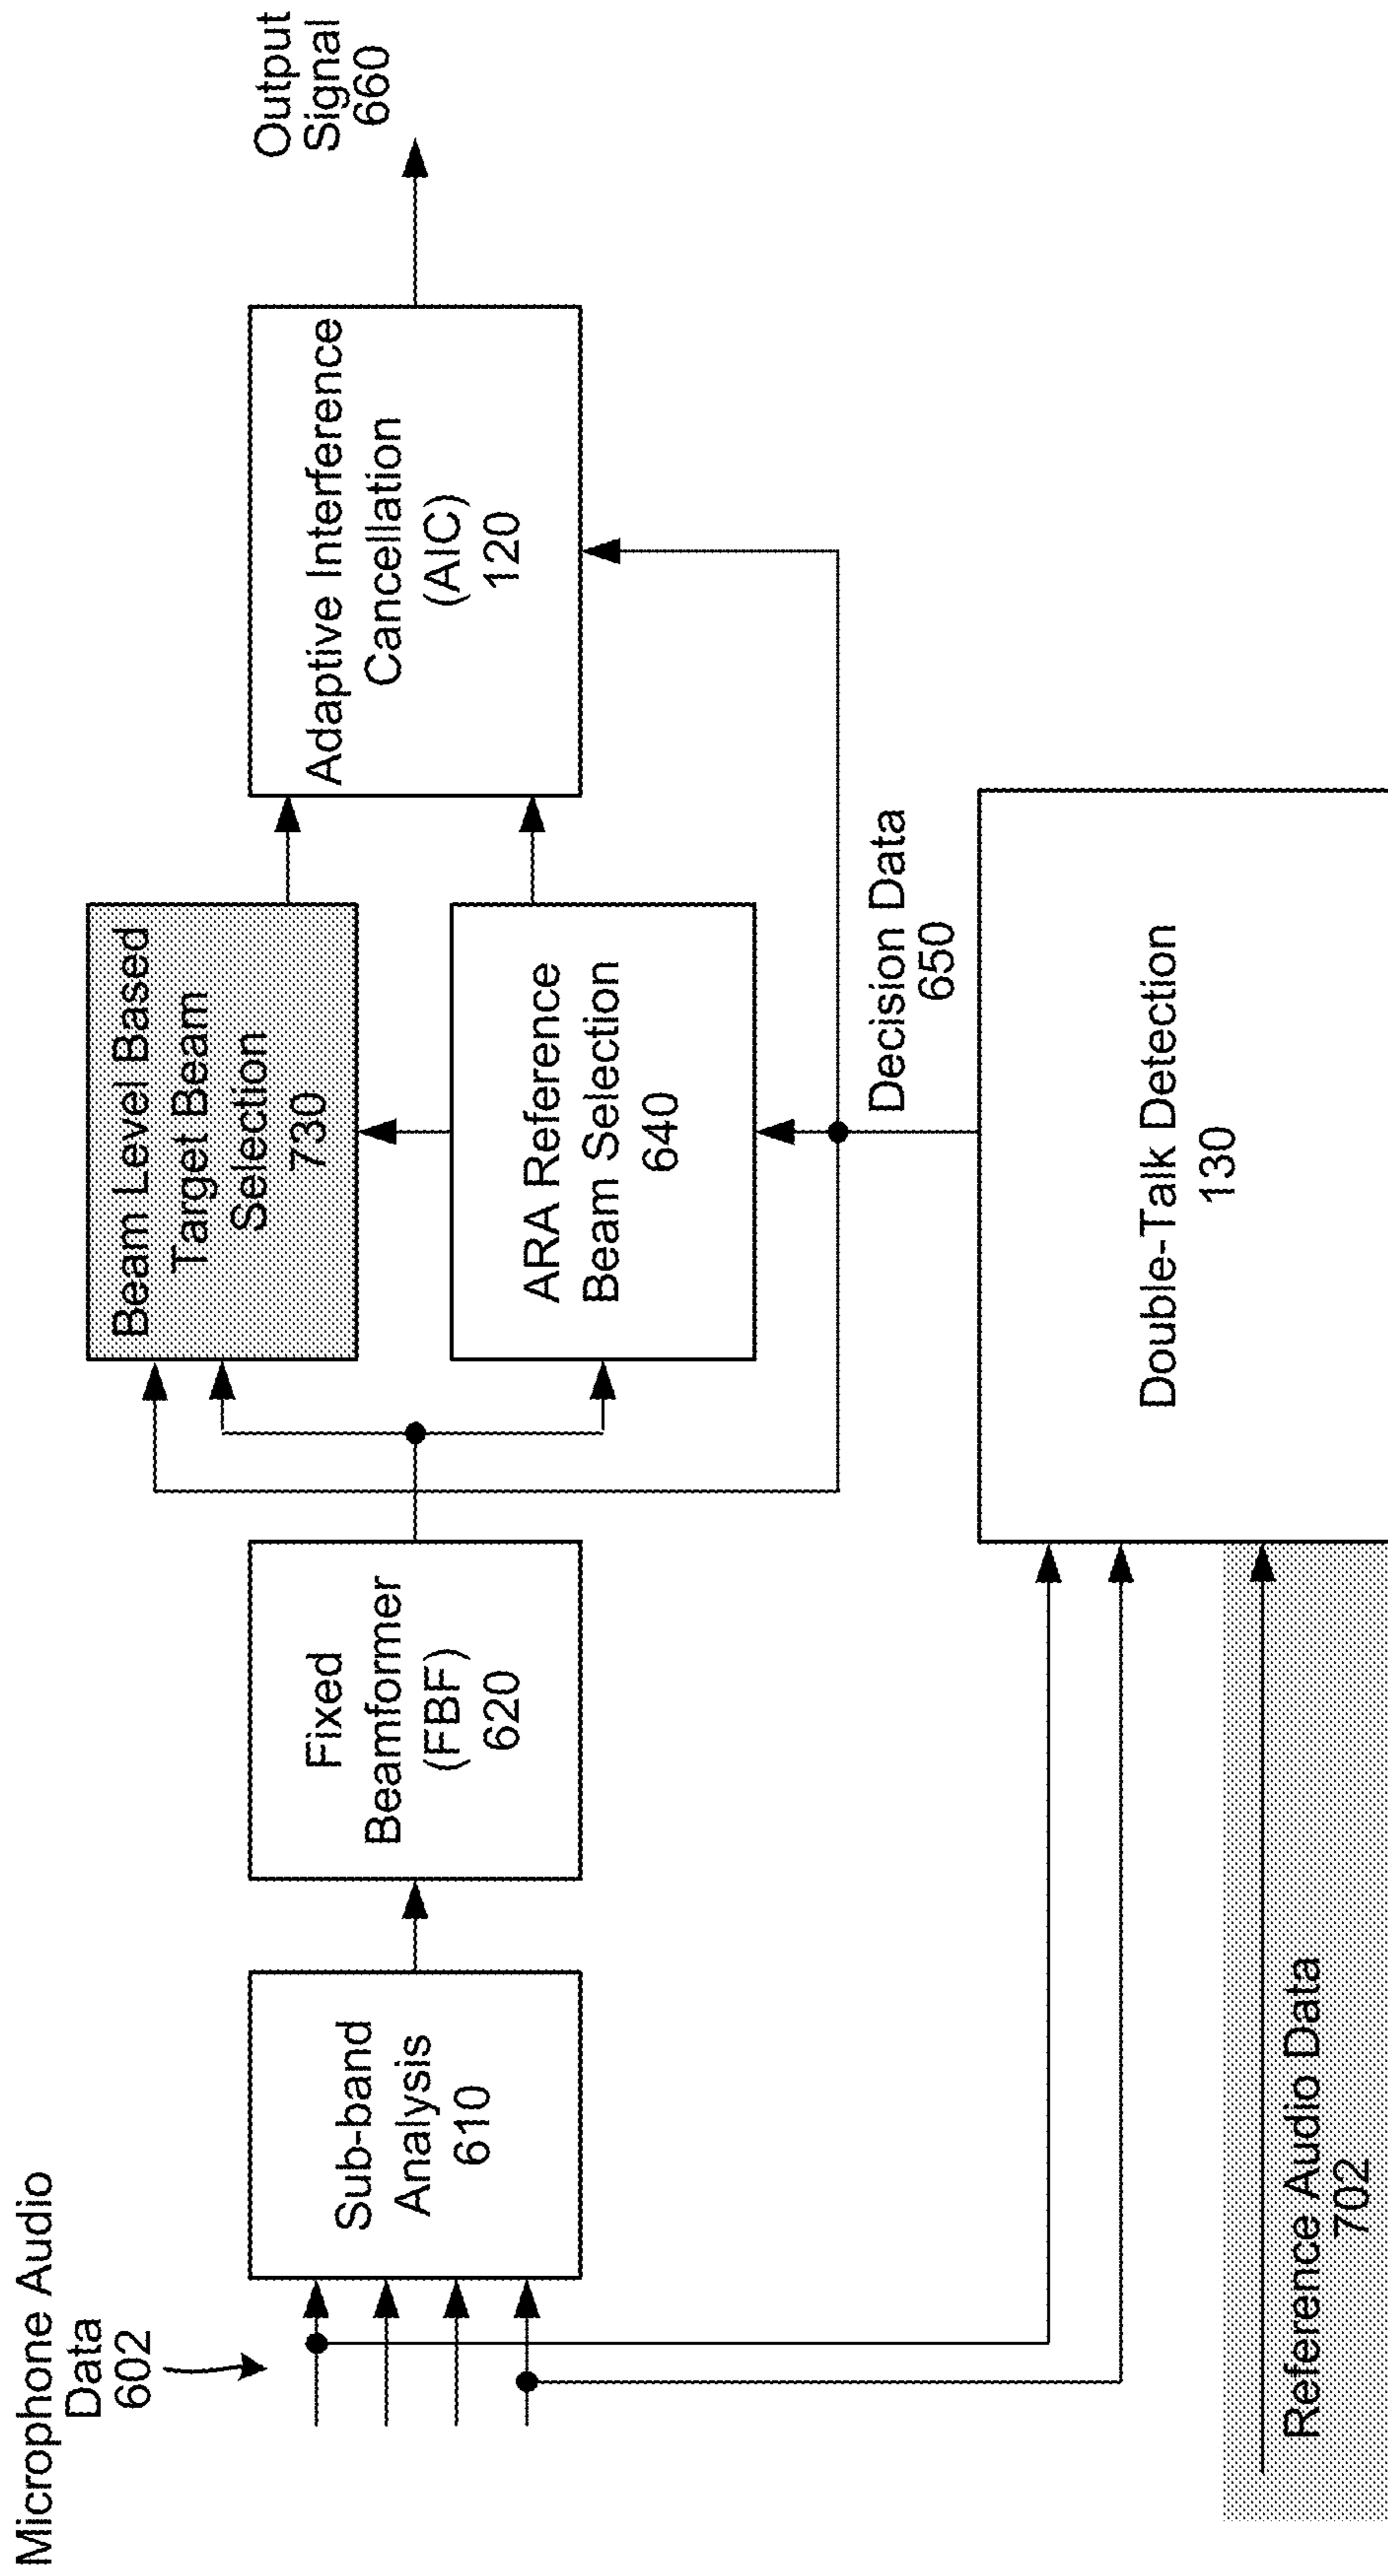 Microphone Audio
Data
602
Sub-band
Analysis
610
Fixed
Beamformer
(FBF)
620
Beam Level Based
Target Beam
Selection
730
ARA Reference
Beam Selection
640
Adaptive Interference
Cancellation
(AIC)
120
Output
Signal
660
Decision Data
650
Double-Talk Detection
130
Reference Audio Data
702